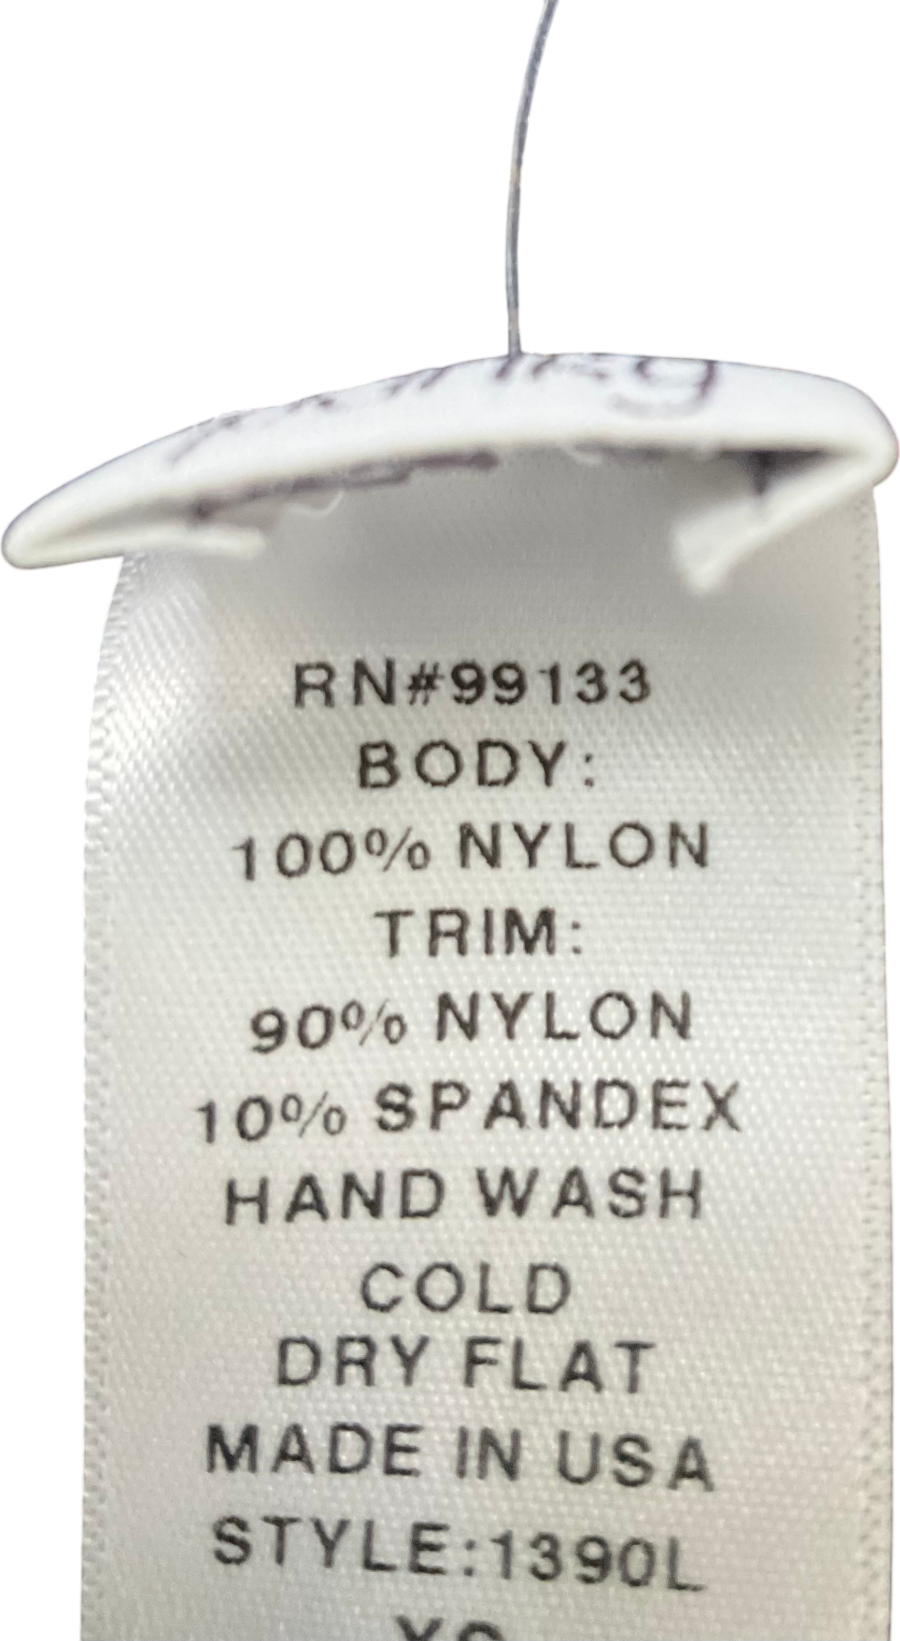 RN#99133
BODY:
100% NYLON
TRIM:
90% NYLON
10% SPANDEX
HAND WASH
COLD
DRY FLAT
MADE IN USA
STYLE:1390L